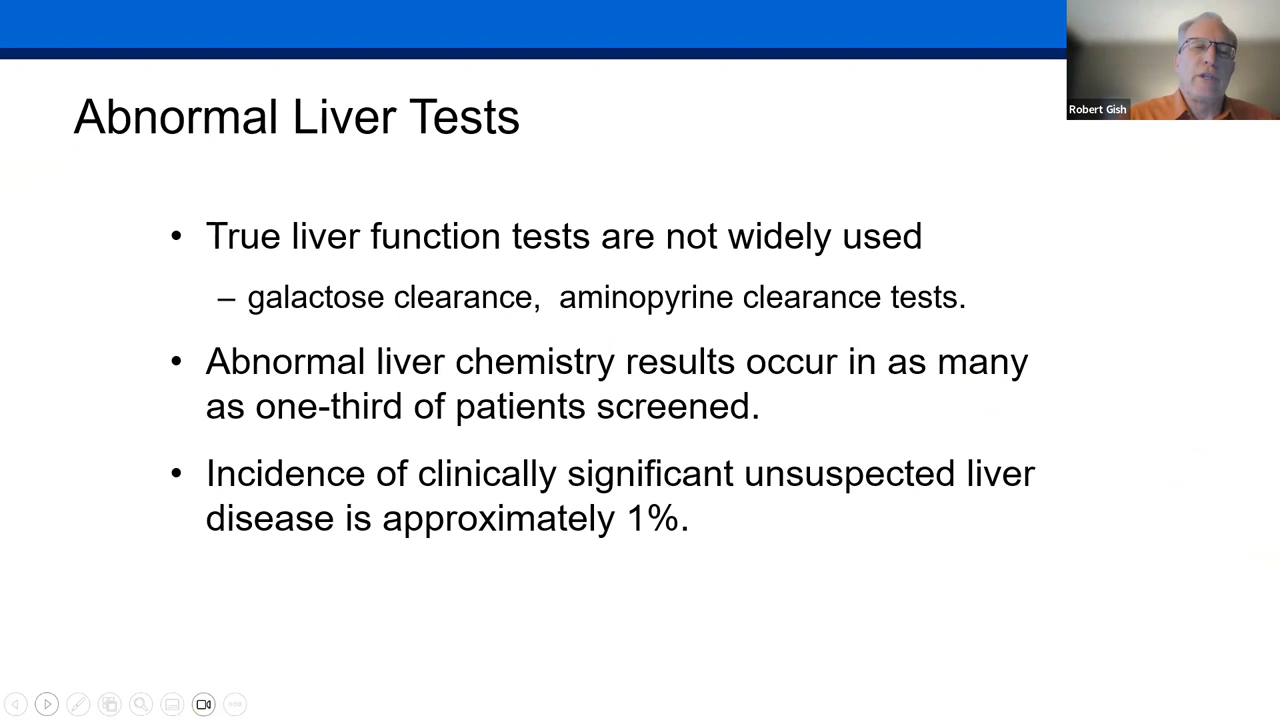 Robert Gish
Abnormal Liver Tests
• True liver function tests are not widely used
– galactose clearance,  aminopyrine clearance tests.
• Abnormal liver chemistry results occur in as many
as one-third of patients screened.
• Incidence of clinically significant unsuspected liver
disease is approximately 1%.